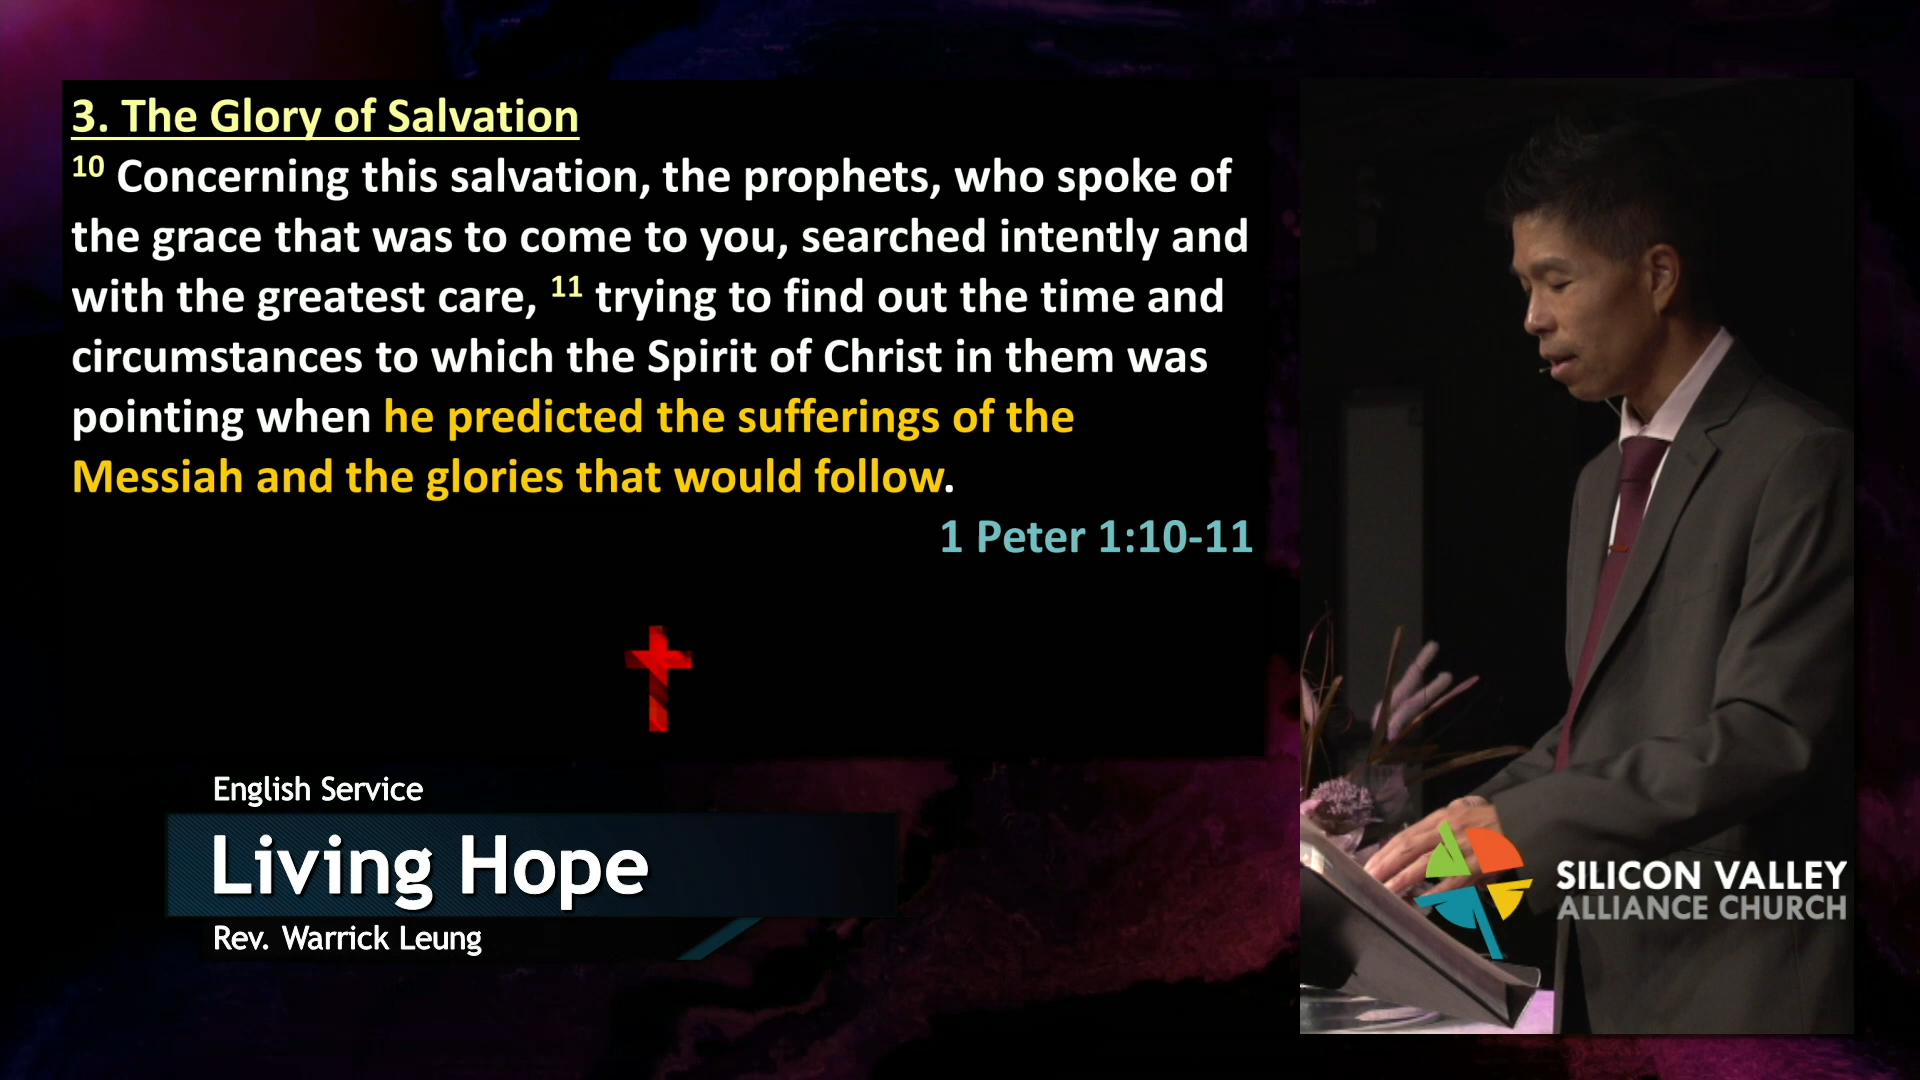 3. The Glory of Salvation
10 Concerning this salvation, the prophets, who spoke of
the grace that was to come to you, searched intently and
with the greatest care, 11 trying to find out the time and
circumstances to which the Spirit of Christ in them was
pointing when he predicted the sufferings of the
Messiah and the glories that would follow.
1 Peter 1:10-11
English Service
Living Hope
Rev. Warrick Leung
SILICON VALLEY
ALLIANCE CHURCH